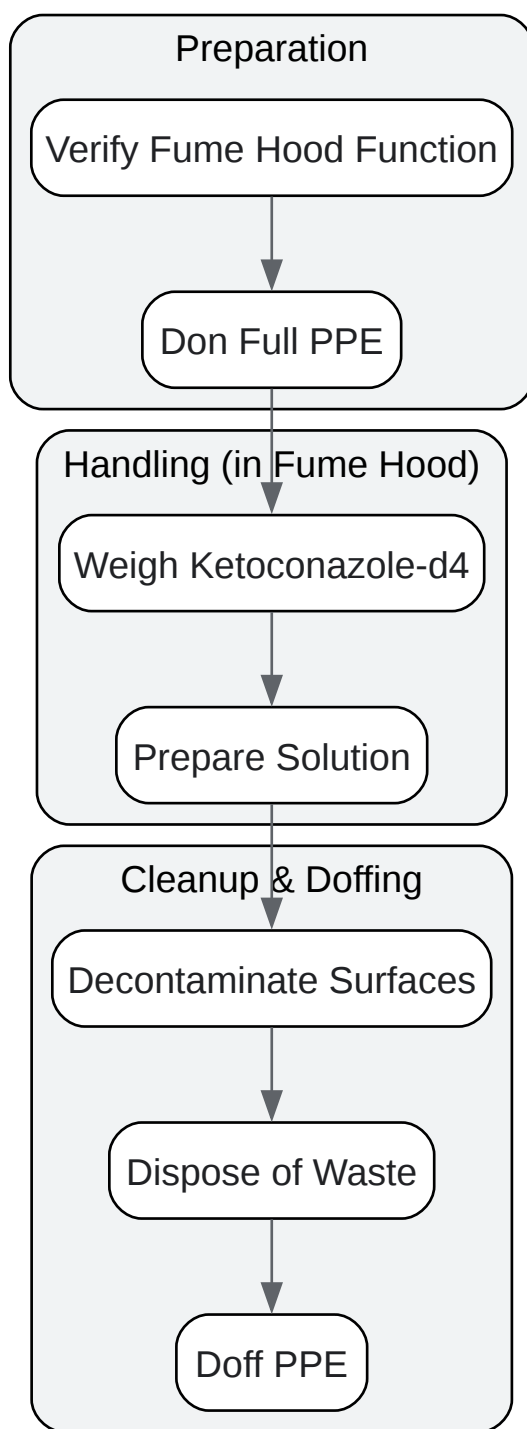 Preparation
Verify Fume Hood Function
Don Full PPE
Handling (in Fume Hood)
Weigh Ketoconazole-d4
Prepare Solution
Cleanup & Doffing
Decontaminate Surfaces
Dispose of Waste
Doff PPE